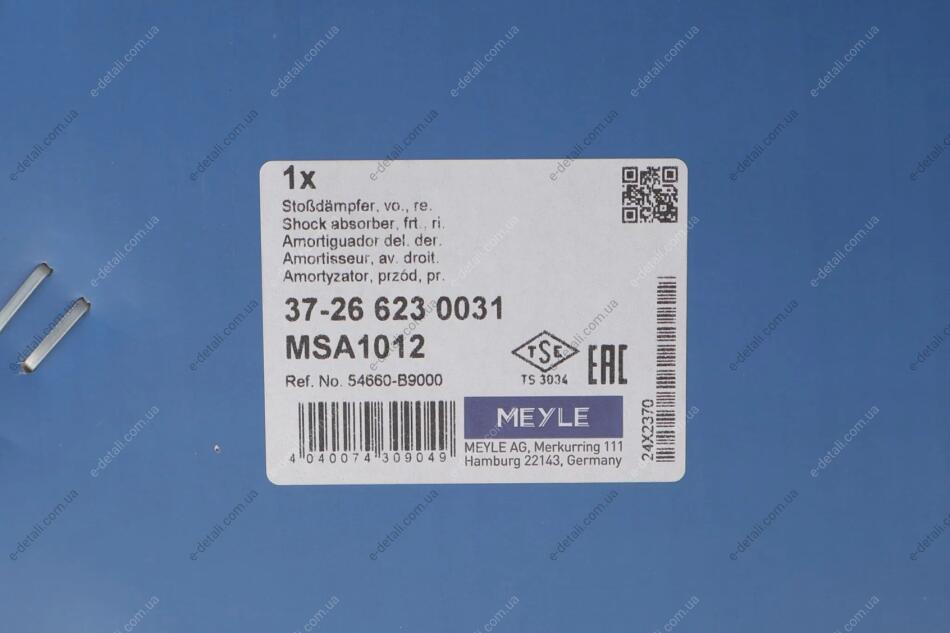 1x
Stoßdämpfer, vo., re.
Shock absorber, frt., ri.
Amortiguador del. der.
Amortisseur, av. droit.
Amortyzator, przód, pr.
37-26 623 0031
MSA1012
TSE
TS 3034
EAC
Ref. No. 54660-B9000
MEYLE
4 040074 309049
MEYLE AG, Merkurring 111
Hamburg 22143, Germany
24X2370
e-detali.com.ua